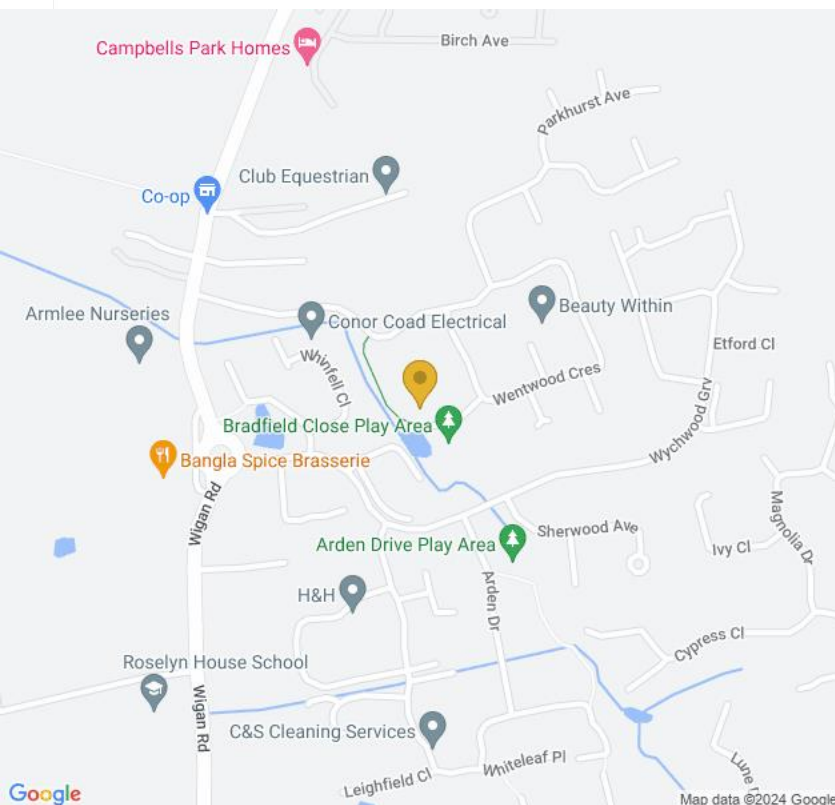 Birch Ave
Campbells Park Homes
Parkhurst Ave
Club Equestrian
Co-op
Beauty Within
Armlee Nurseries
Conor Coad Electrical
Etford Cl
Whinfell Cl
Wentwood Cres
Bradfield Close Play Area
Wychwood Grv
Bangla Spice Brasserie
Wigan Rd
Magnolia Dr
Sherwood Ave
Arden Drive Play Area
Ivy Cl
H&H
Arden Dr
Cypress Cl
Roselyn House School
Wigan Rd
C&S Cleaning Services
Whiteleaf Pl
Leighfield Cl
Lune
Google
Map data ©2024 Google